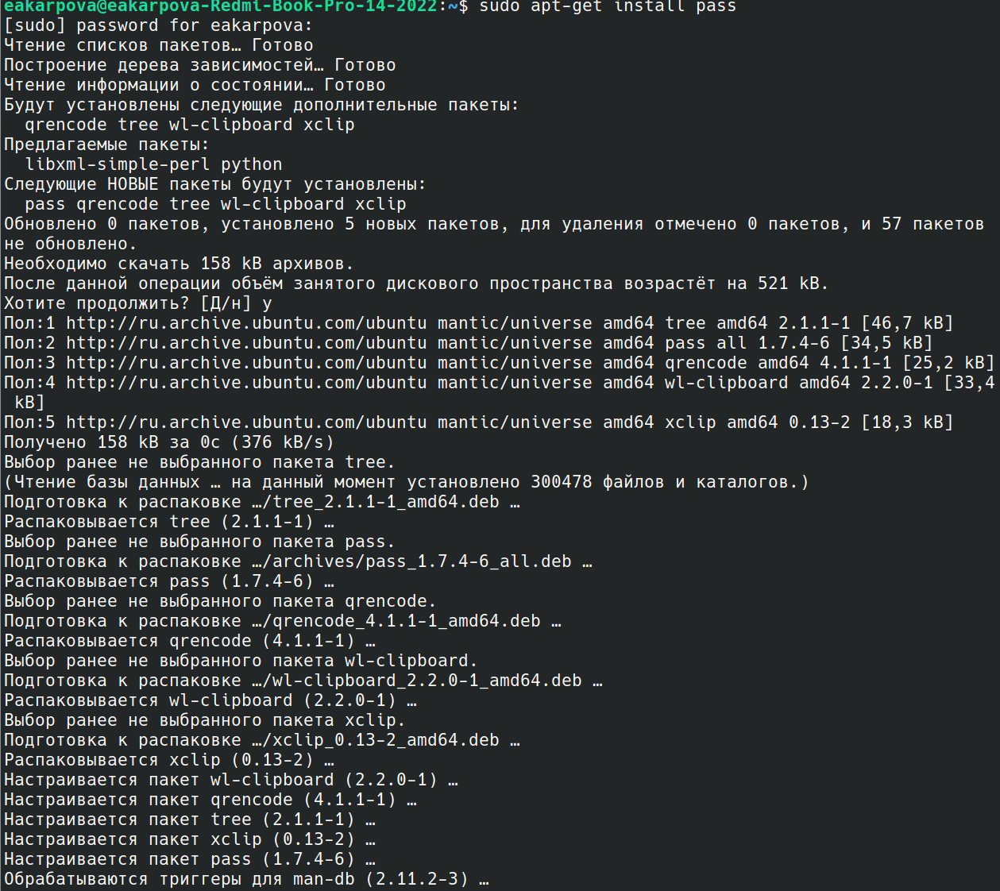 eakarpova@eakarpova-Redmi-Book-Pro-14-2022:~$ sudo apt-get install pass
[sudo] password for eakarpova:
Чтение списков пакетов… Готово
Построение дерева зависимостей… Готово
Чтение информации о состоянии… Готово
Будут установлены следующие дополнительные пакеты:
  qrencode tree wl-clipboard xclip
Предлагаемые пакеты:
  libxml-simple-perl python
Следующие НОВЫЕ пакеты будут установлены:
  pass qrencode tree wl-clipboard xclip
Обновлено 0 пакетов, установлено 5 новых пакетов, для удаления отмечено 0 пакетов, и 57 пакетов
не обновлено.
Необходимо скачать 158 kB архивов.
После данной операции объём занятого дискового пространства возрастёт на 521 kB.
Хотите продолжить? [Д/н] y
Пол:1 http://ru.archive.ubuntu.com/ubuntu mantic/universe amd64 tree amd64 2.1.1-1 [46,7 kB]
Пол:2 http://ru.archive.ubuntu.com/ubuntu mantic/universe amd64 pass all 1.7.4-6 [34,5 kB]
Пол:3 http://ru.archive.ubuntu.com/ubuntu mantic/universe amd64 qrencode amd64 4.1.1-1 [25,2 kB]
Пол:4 http://ru.archive.ubuntu.com/ubuntu mantic/universe amd64 wl-clipboard amd64 2.2.0-1 [33,4
 kB]
Пол:5 http://ru.archive.ubuntu.com/ubuntu mantic/universe amd64 xclip amd64 0.13-2 [18,3 kB]
Получено 158 kB за 0с (376 kB/s)
Выбор ранее не выбранного пакета tree.
(Чтение базы данных … на данный момент установлено 300478 файлов и каталогов.)
Подготовка к распаковке …/tree_2.1.1-1_amd64.deb …
Распаковывается tree (2.1.1-1) …
Выбор ранее не выбранного пакета pass.
Подготовка к распаковке …/archives/pass_1.7.4-6_all.deb …
Распаковывается pass (1.7.4-6) …
Выбор ранее не выбранного пакета qrencode.
Подготовка к распаковке …/qrencode_4.1.1-1_amd64.deb …
Распаковывается qrencode (4.1.1-1) …
Выбор ранее не выбранного пакета wl-clipboard.
Подготовка к распаковке …/wl-clipboard_2.2.0-1_amd64.deb …
Распаковывается wl-clipboard (2.2.0-1) …
Выбор ранее не выбранного пакета xclip.
Подготовка к распаковке …/xclip_0.13-2_amd64.deb …
Распаковывается xclip (0.13-2) …
Настраивается пакет wl-clipboard (2.2.0-1) …
Настраивается пакет qrencode (4.1.1-1) …
Настраивается пакет tree (2.1.1-1) …
Настраивается пакет xclip (0.13-2) …
Настраивается пакет pass (1.7.4-6) …
Обрабатываются триггеры для man-db (2.11.2-3) …